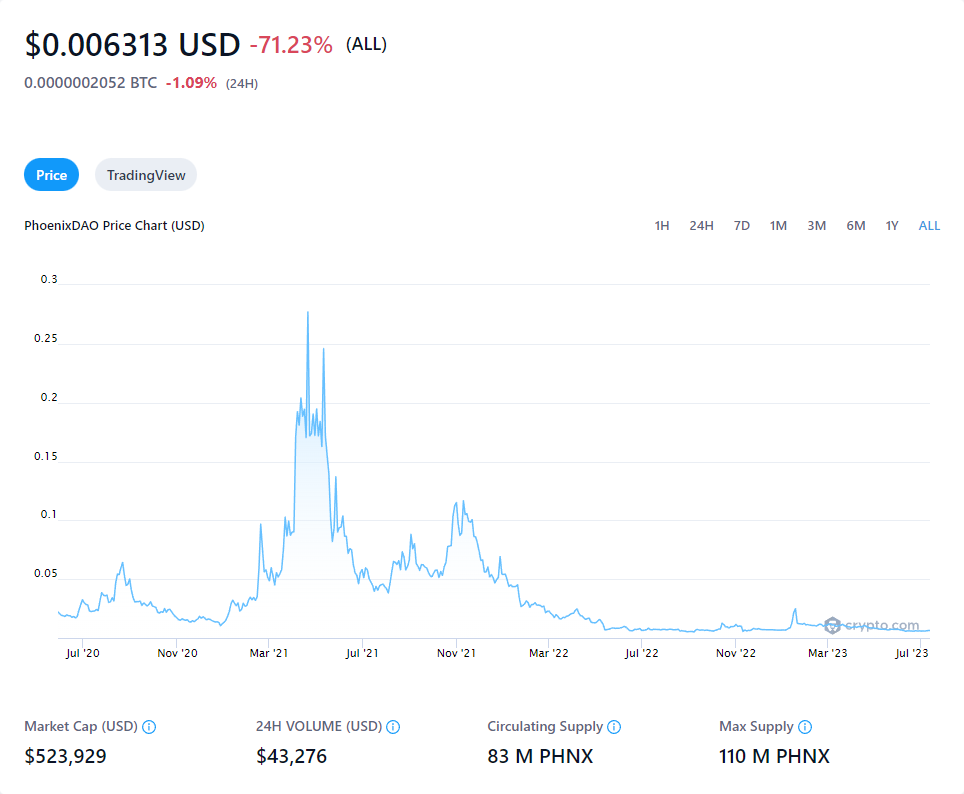 $0.006313 USD -71.23% (ALL)
0.0000002052 BTC -1.09% (24H)
Price TradingView
PhoenixDAO Price Chart (USD) 1H 24H 7D 1M 3M 6M 1Y ALL
0.3
0.25
0.2
0.15
0.1
0.05
crypto.com
Jul '20 Nov '20 Mar '21 Jul '21 Nov '21 Mar '22 Jul '22 Nov '22 Mar '23 Jul '23
Market Cap (USD) 24H VOLUME (USD) Circulating Supply Max Supply
$523,929 $43,276 83 M PHNX 110 M PHNX